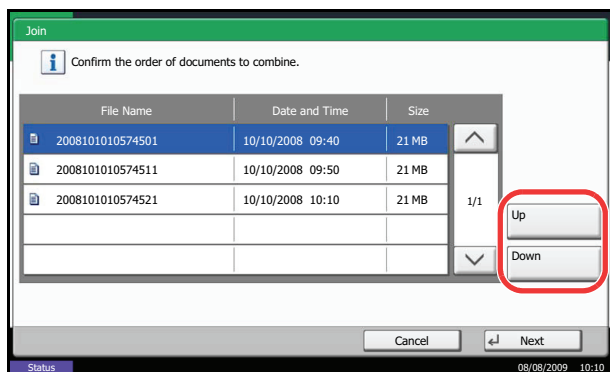 Join
Confirm the order of documents to combine.
File Name Date and Time Size
2008101010574501 10/10/2008 09:40 21 MB
2008101010574511 10/10/2008 09:50 21 MB
2008101010574521 10/10/2008 10:10 21 MB
1/1
Up
Down
Cancel Next
Status 08/08/2009 10:10